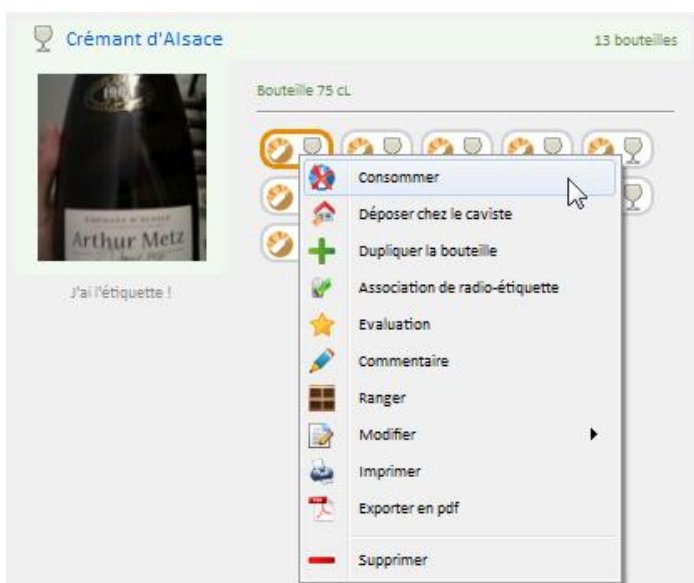 Crémant d'Alsace
13 bouteilles
Bouteille 75 cL
Arthur Metz
J'ai l'étiquette !
Consommer
Déposer chez le caviste
Dupliquer la bouteille
Association de radio-étiquette
Evaluation
Commentaire
Ranger
Modifier
Imprimer
Exporter en pdf
Supprimer